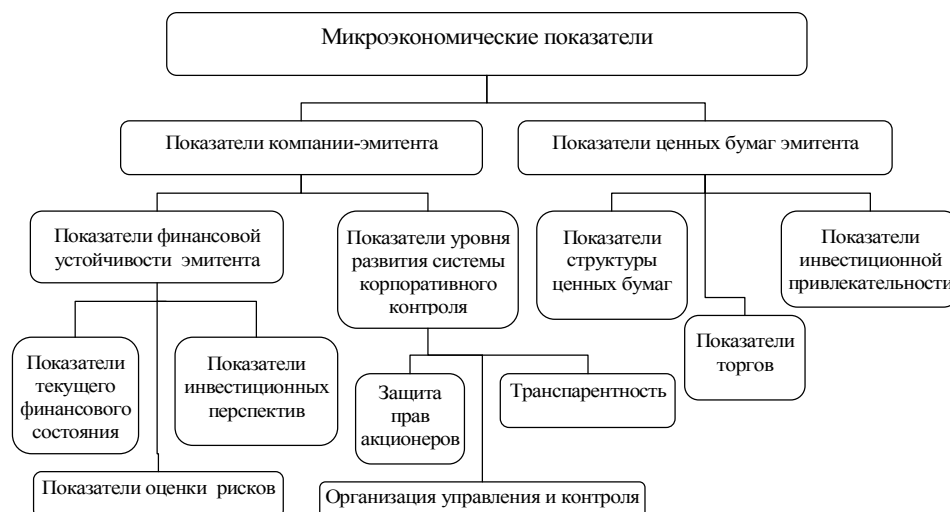 Микроэкономические показатели
Показатели компании-эмитента
Показатели ценных бумаг эмитента
Показатели финансовой
устойчивости эмитента
Показатели уровня
развития системы
корпоративного
контроля
Показатели
структуры
ценных бумаг
Показатели
инвестиционной
привлекательности
Показатели
текущего
финансового
состояния
Показатели
инвестиционных
перспектив
Защита
прав
акционеров
Транспарентность
Показатели
торгов
Показатели оценки рисков
Организация управления и контроля